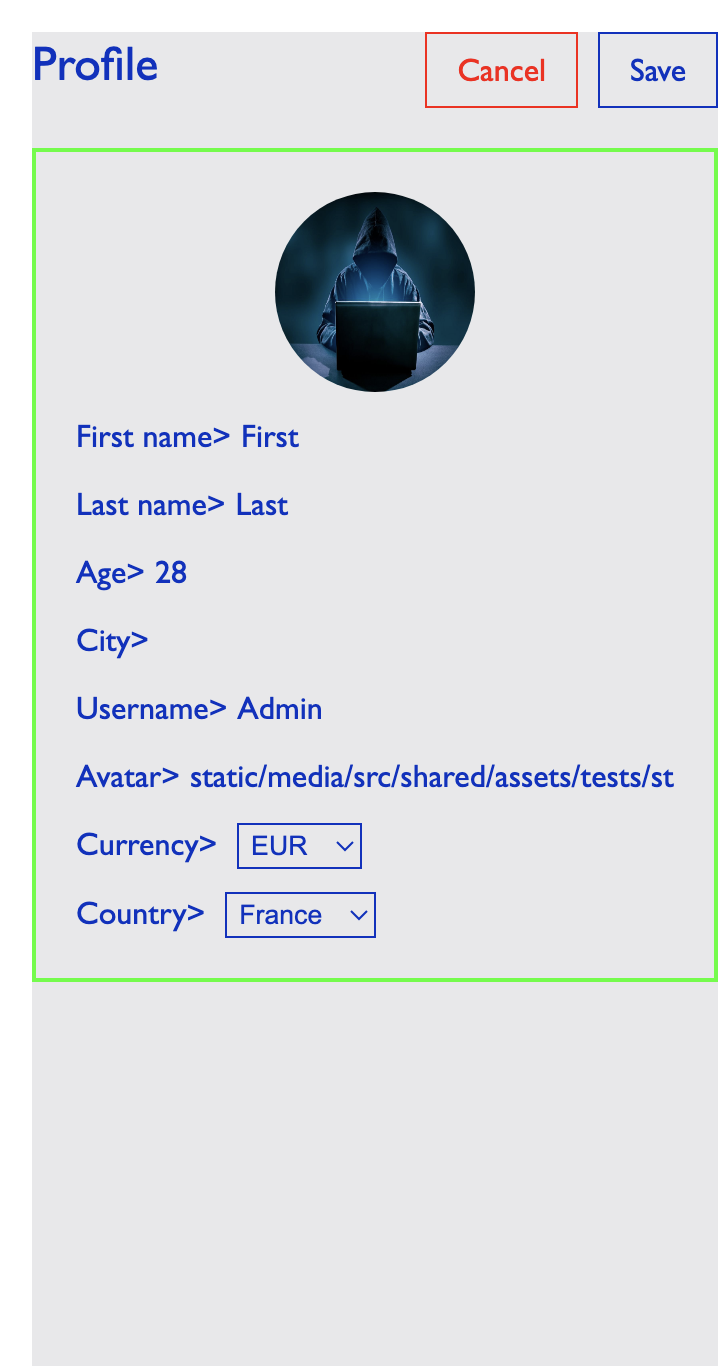 Profile
Cancel
Save
First name> First
Last name> Last
Age> 28
City>
Username> Admin
Avatar> static/media/src/shared/assets/tests/st
Currency> EUR
Country> France